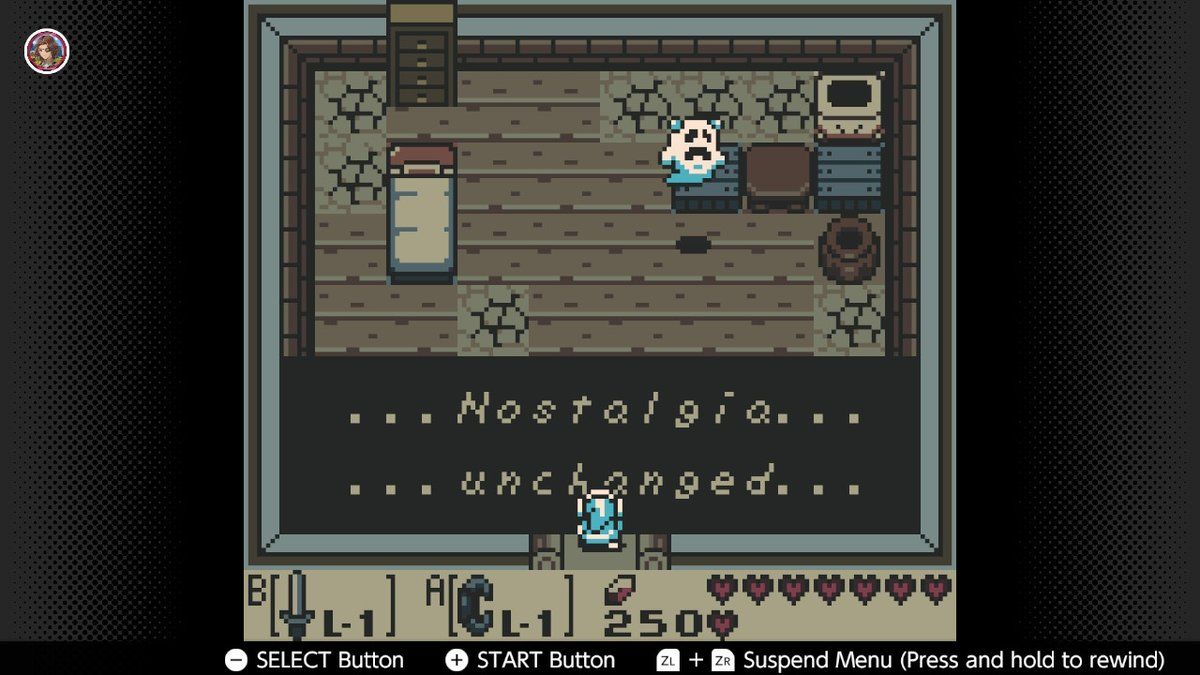 ...Nostalgia...
...unchanged...
B[ L-1] A[ L-1] 250
- SELECT Button + START Button ZL + ZR Suspend Menu (Press and hold to rewind)